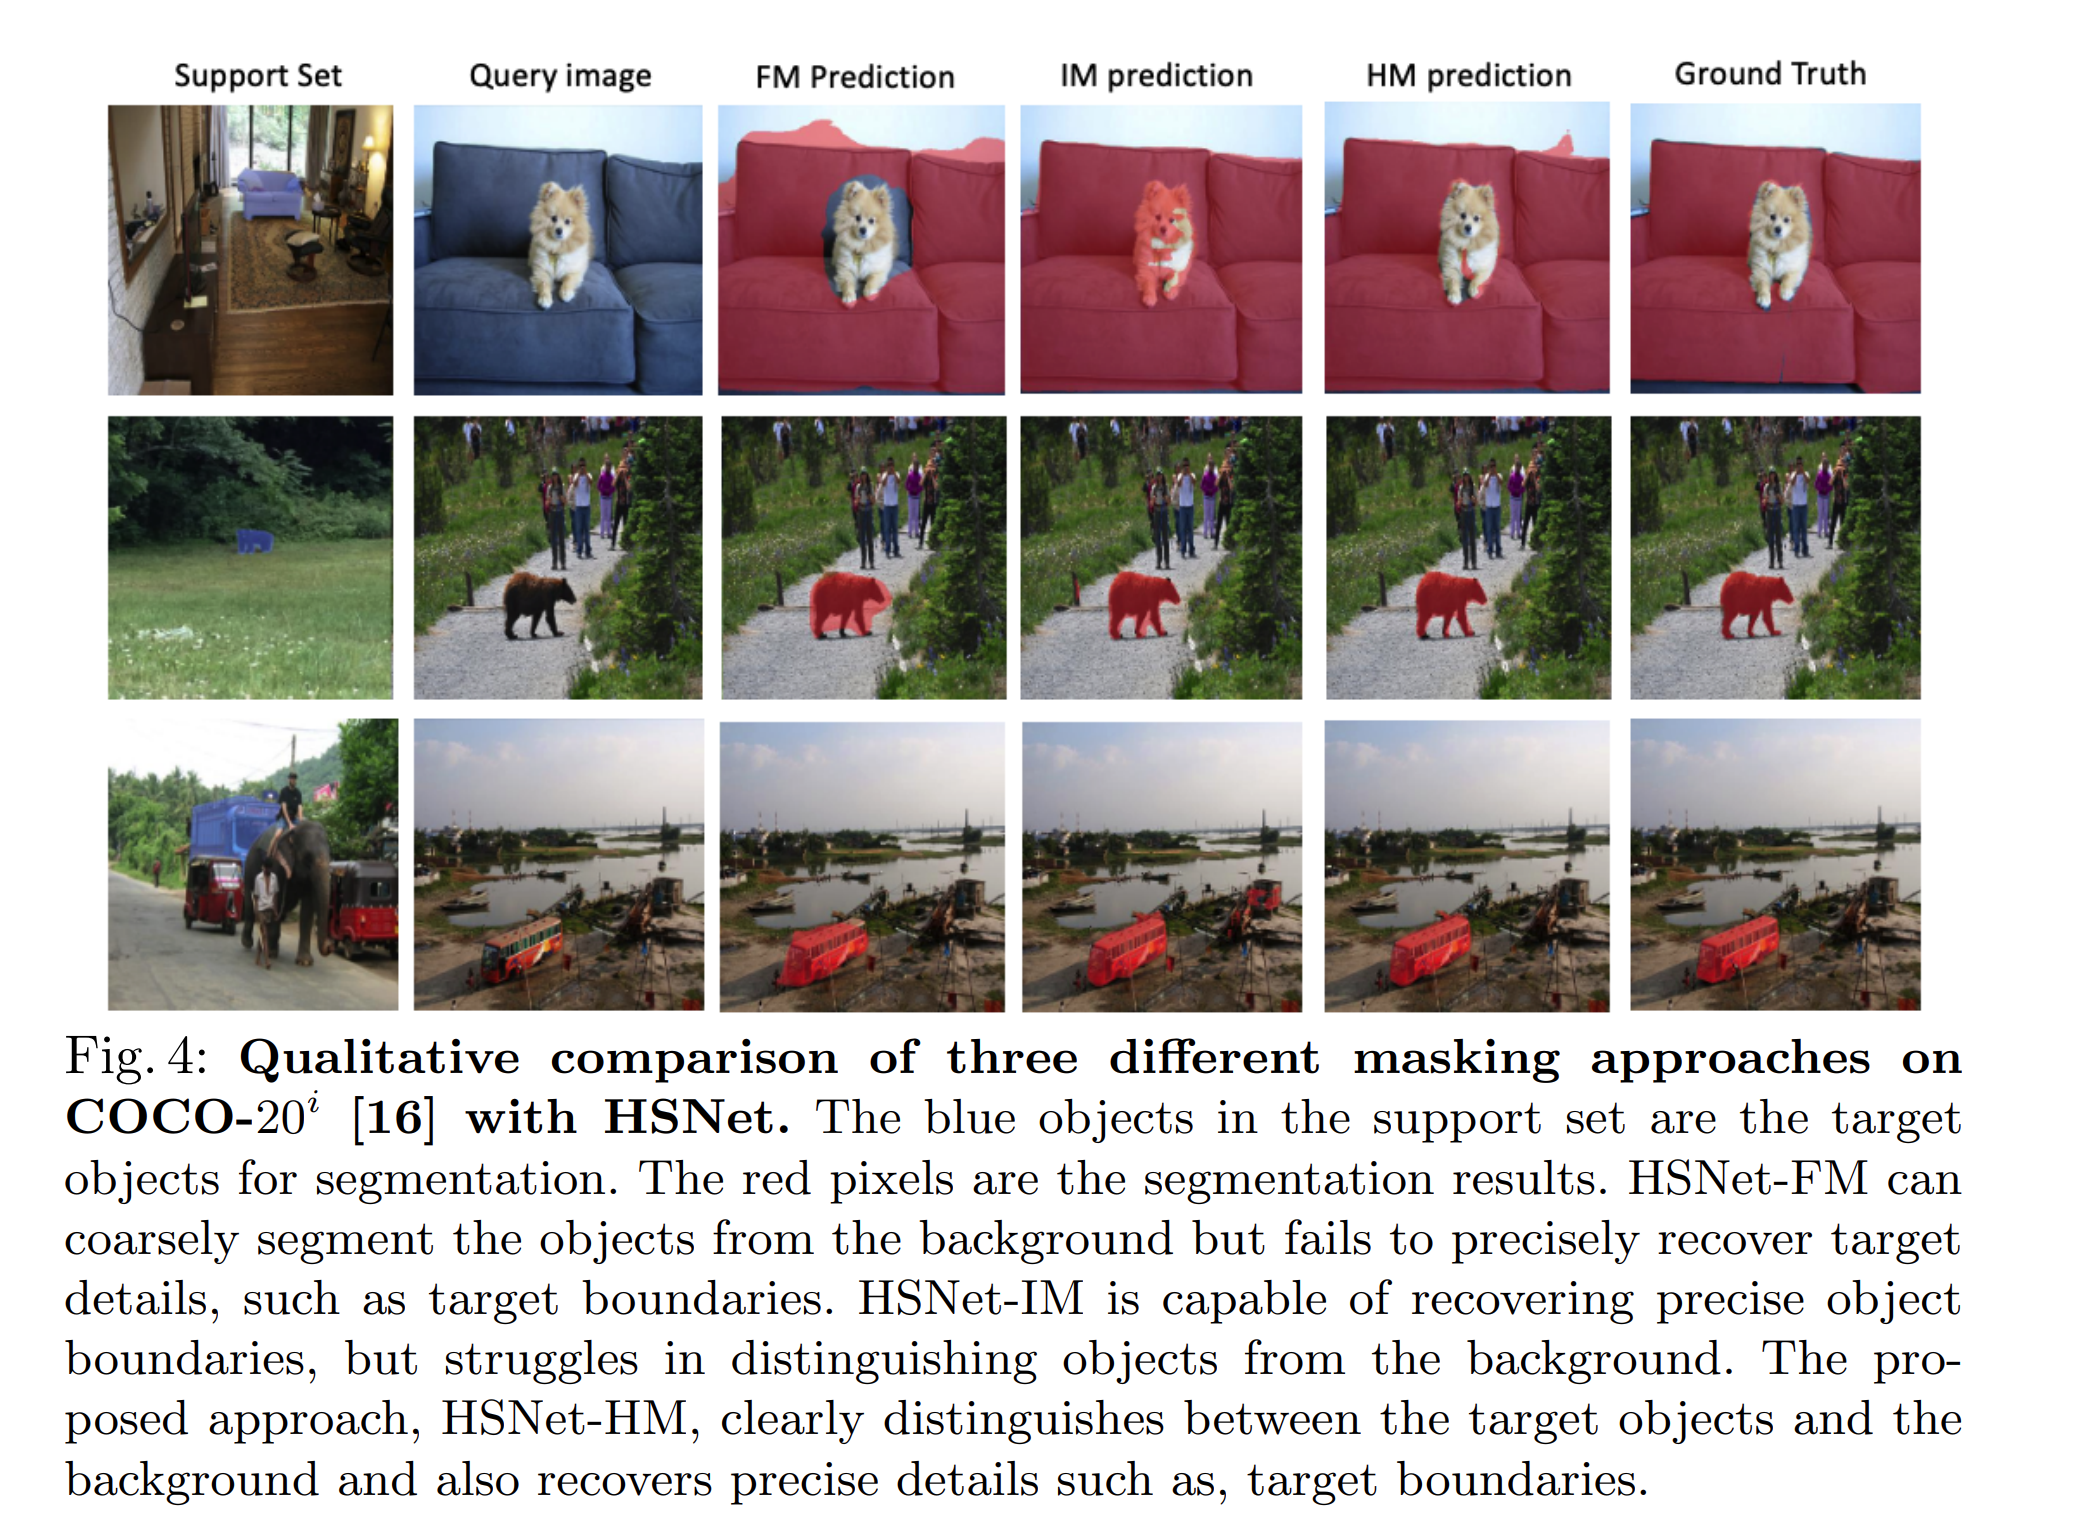 Support Set Query image FM Prediction IM prediction HM prediction Ground Truth
Fig. 4: Qualitative comparison of three different masking approaches on
COCO-20^i [16] with HSNet. The blue objects in the support set are the target
objects for segmentation. The red pixels are the segmentation results. HSNet-FM can
coarsely segment the objects from the background but fails to precisely recover target
details, such as target boundaries. HSNet-IM is capable of recovering precise object
boundaries, but struggles in distinguishing objects from the background. The pro-
posed approach, HSNet-HM, clearly distinguishes between the target objects and the
background and also recovers precise details such as, target boundaries.